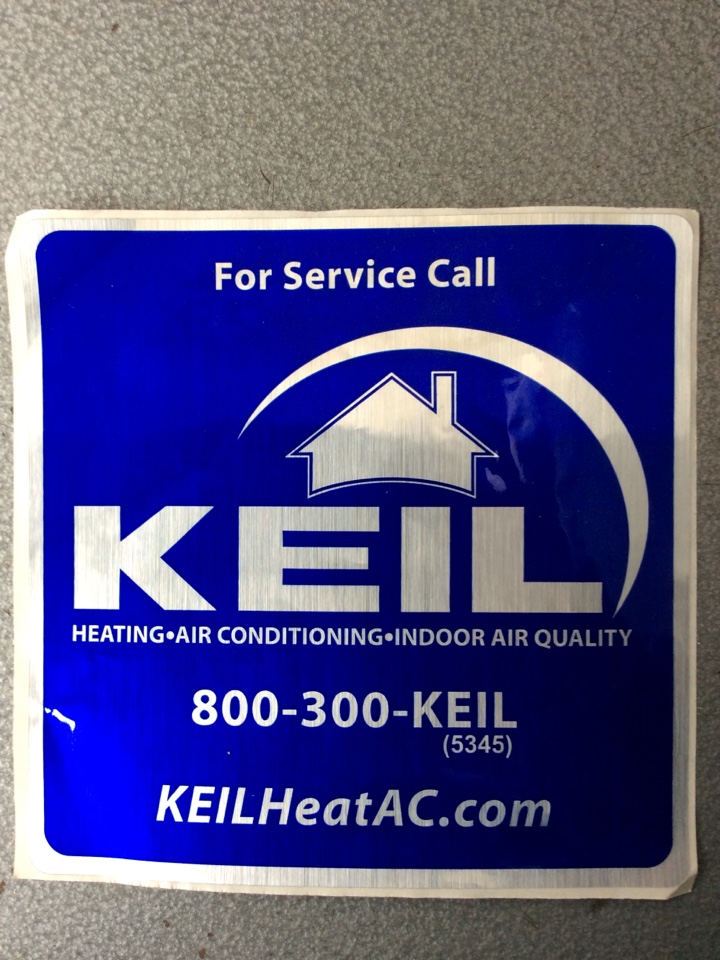 For Service Call
KEIL
HEATING•AIR CONDITIONING•INDOOR AIR QUALITY
800-300-KEIL
(5345)
KEILHeatAC.com